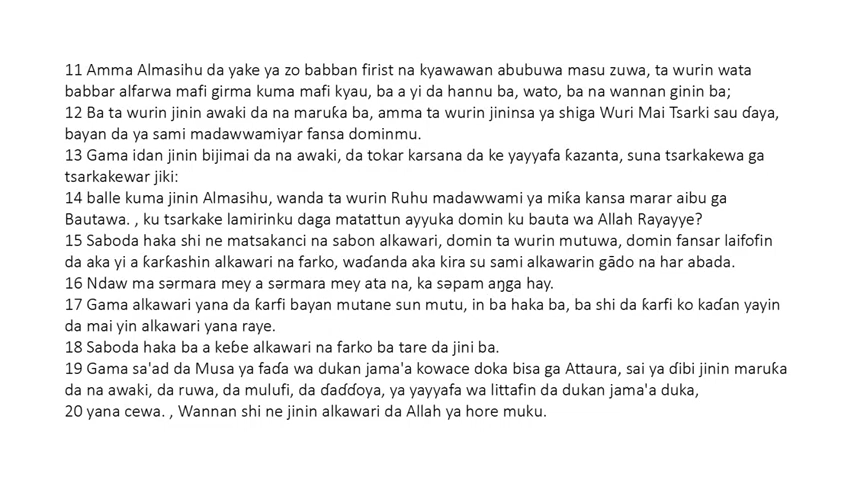 11 Amma Almasihu da yake ya zo babban firist na kyawawan abubuwa masu zuwa, ta wurin wata
babbar alfarwa mafi girma kuma mafi kyau, ba a yi da hannu ba, wato, ba na wannan ginin ba;
12 Ba ta wurin jinin awaki da na maruƙa ba, amma ta wurin jininsa ya shiga Wuri Mai Tsarki sau ɗaya,
bayan da ya sami madawwamiyar fansa dominmu.
13 Gama idan jinin bijimai da na awaki, da tokar karsana da ke yayyafa ƙazanta, suna tsarkakewa ga
tsarkakewar jiki:
14 balle kuma jinin Almasihu, wanda ta wurin Ruhu madawwami ya miƙa kansa marar aibu ga
Bautawa. , ku tsarkake lamirinku daga matattun ayyuka domin ku bauta wa Allah Rayayye?
15 Saboda haka shi ne matsakanci na sabon alkawari, domin ta wurin mutuwa, domin fansar laifofin
da aka yi a ƙarƙashin alkawari na farko, waɗanda aka kira su sami alkawarin gādo na har abada.
16 Ndaw ma sərmara mey a sərmara mey ata na, ka səpam aŋga hay.
17 Gama alkawari yana da ƙarfi bayan mutane sun mutu, in ba haka ba, ba shi da ƙarfi ko kaɗan yayin
da mai yin alkawari yana raye.
18 Saboda haka ba a keɓe alkawari na farko ba tare da jini ba.
19 Gama sa'ad da Musa ya faɗa wa dukan jama'a kowace doka bisa ga Attaura, sai ya ɗibi jinin maruƙa
da na awaki, da ruwa, da mulufi, da ɗaɗɗoya, ya yayyafa wa littafin da dukan jama'a duka,
20 yana cewa. , Wannan shi ne jinin alkawari da Allah ya hore muku.